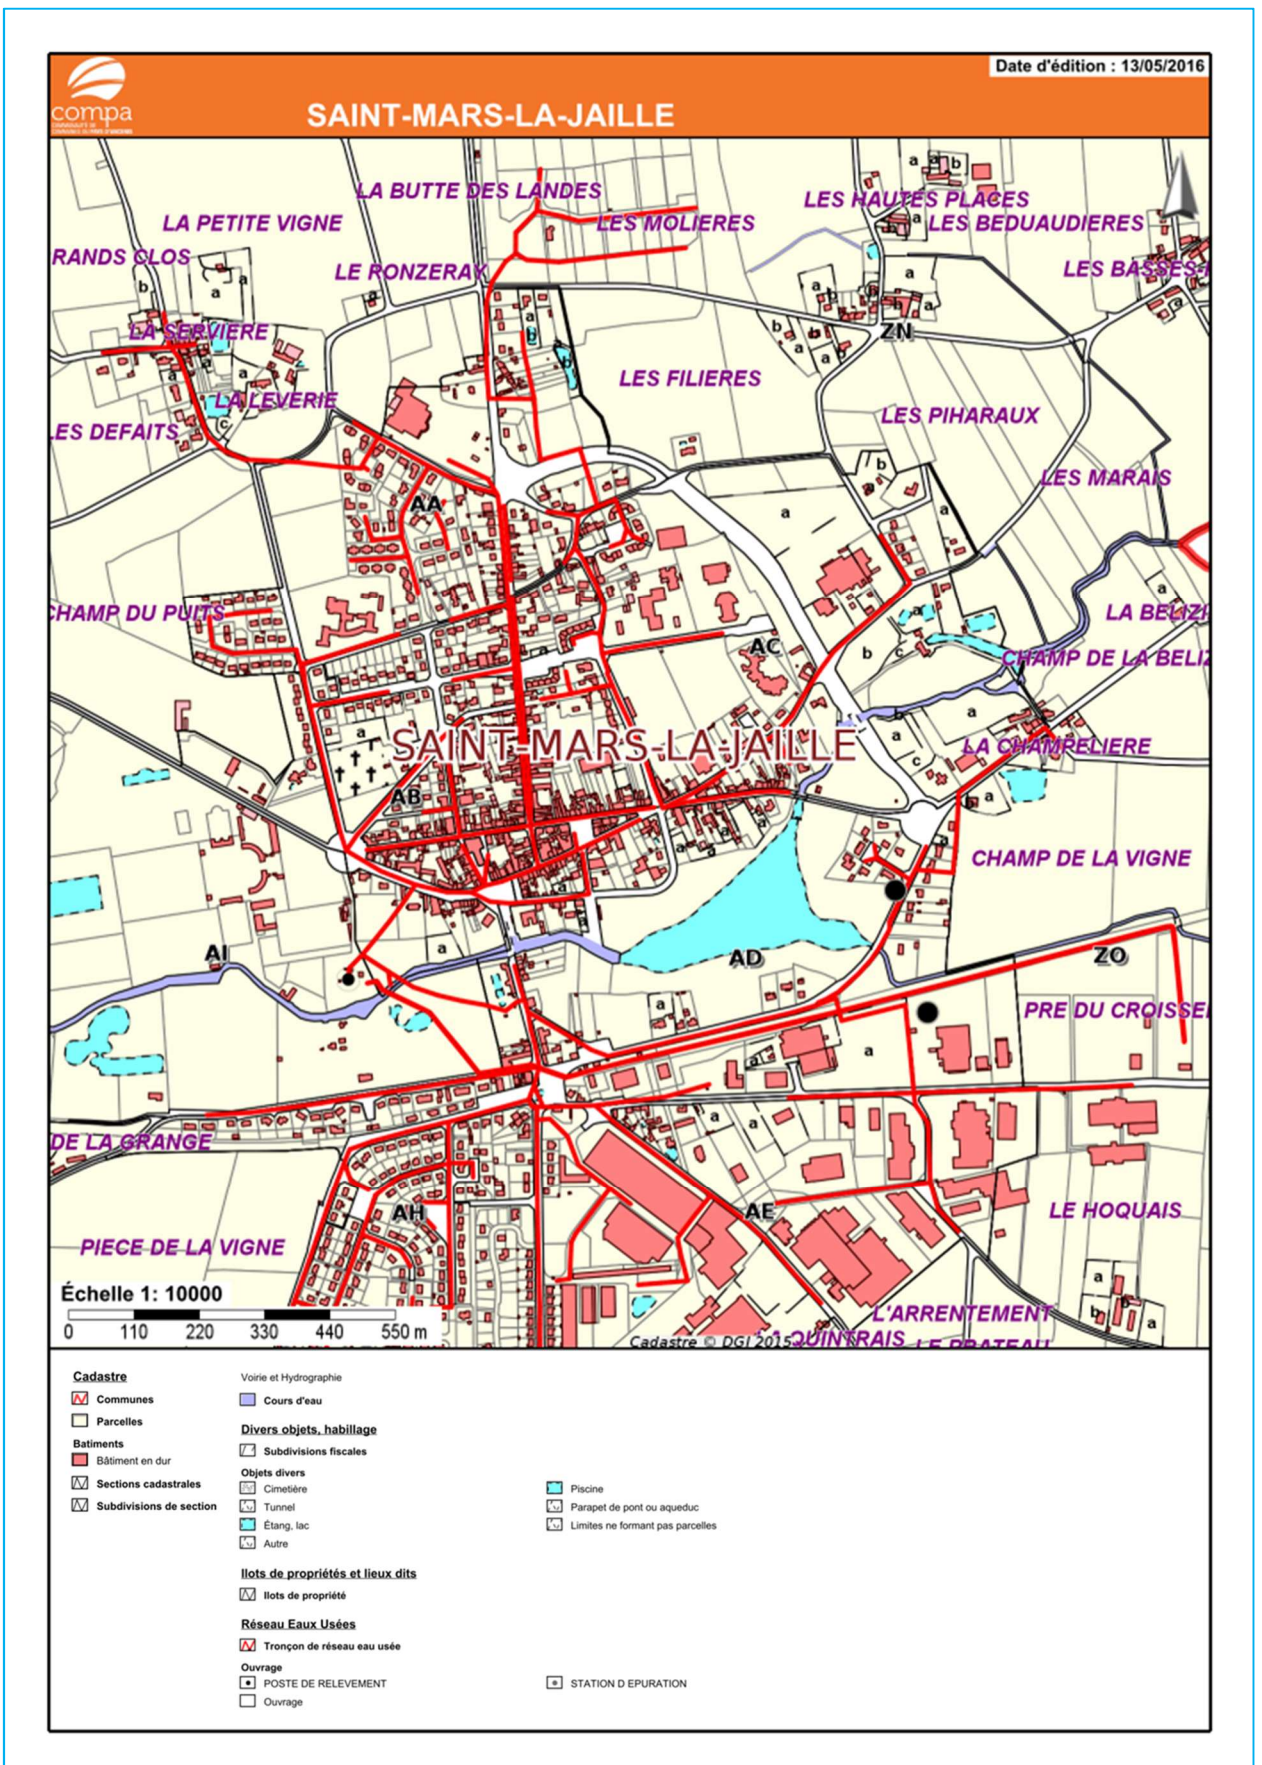 Date d'édition : 13/05/2016
compa
SAINT-MARS-LA-JAILLE
LA BUTTE DES LANDES
LES HAUTES PLACES
LA PETITE VIGNE
LES MOLIERES
LES BEDUAUDIERES
RANDS CLOS
LE RONZERAY
LES BASSES-
LA SERVIERE
ZN
LES FILIERES
LA LEVERIE
LES PIHARAUX
LES DEFAITS
LES MARAIS
AA
CHAMP DU PUITS
LA BELIZI
AC
CHAMP DE LA BELIZ
SAINT-MARS-LA-JAILLE
LA CHAMPELIERE
AB
CHAMP DE LA VIGNE
AI
AD
ZO
PRE DU CROISSE
DE LA GRANGE
AH
AE
LE HOQUAIS
PIECE DE LA VIGNE
Échelle 1: 10000
L'ARRENTEMENT
0 110 220 330 440 550 m
Cadastre © DGI 2015
QUINTRAIS
Cadastre
Communes
Parcelles
Batiments
Bâtiment en dur
Sections cadastrales
Subdivisions de section
Voirie et Hydrographie
Cours d'eau
Divers objets, habillage
Subdivisions fiscales
Objets divers
Cimetière
Tunnel
Étang, lac
Autre
Piscine
Parapet de pont ou aqueduc
Limites ne formant pas parcelles
Ilots de propriétés et lieux dits
Ilots de propriété
Réseau Eaux Usées
Tronçon de réseau eau usée
Ouvrage
POSTE DE RELEVEMENT
STATION D EPURATION
Ouvrage